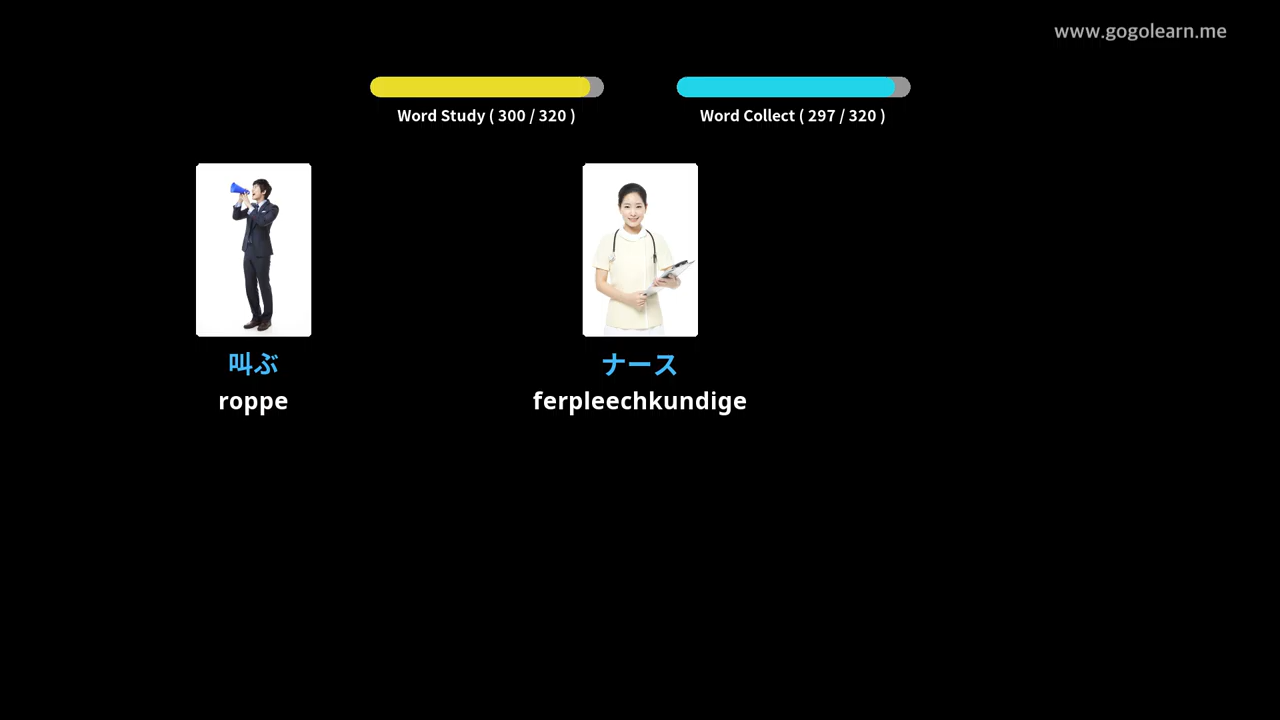 www.gogolearn.me
Word Study ( 300 / 320 )
Word Collect ( 297 / 320 )
叫ぶ
roppe
ナース
ferpleechkundige